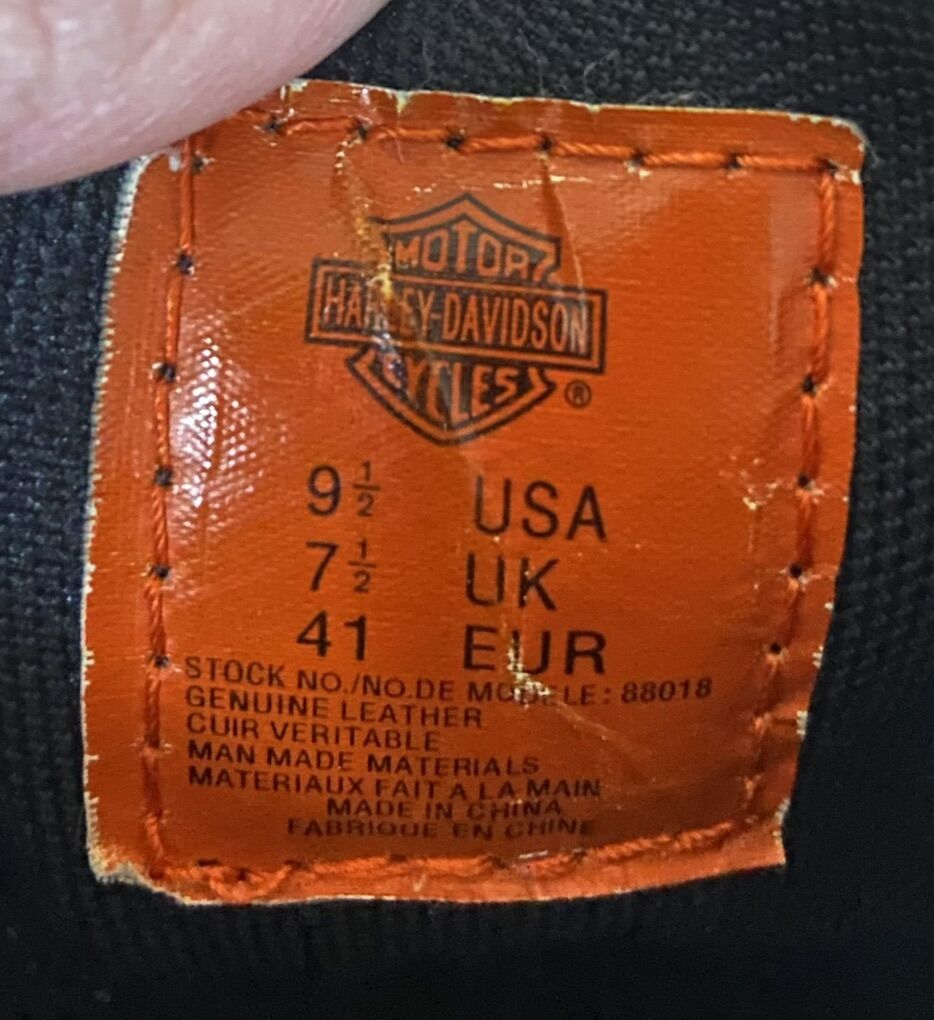 MOTOR
HARLEY-DAVIDSON
CYCLES
®
9 1/2 USA
7 1/2 UK
41 EUR
STOCK NO./NO.DE MODELE: 88018
GENUINE LEATHER
CUIR VERITABLE
MAN MADE MATERIALS
MATERIAUX FAIT A LA MAIN
MADE IN CHINA
FABRIQUE EN CHINE